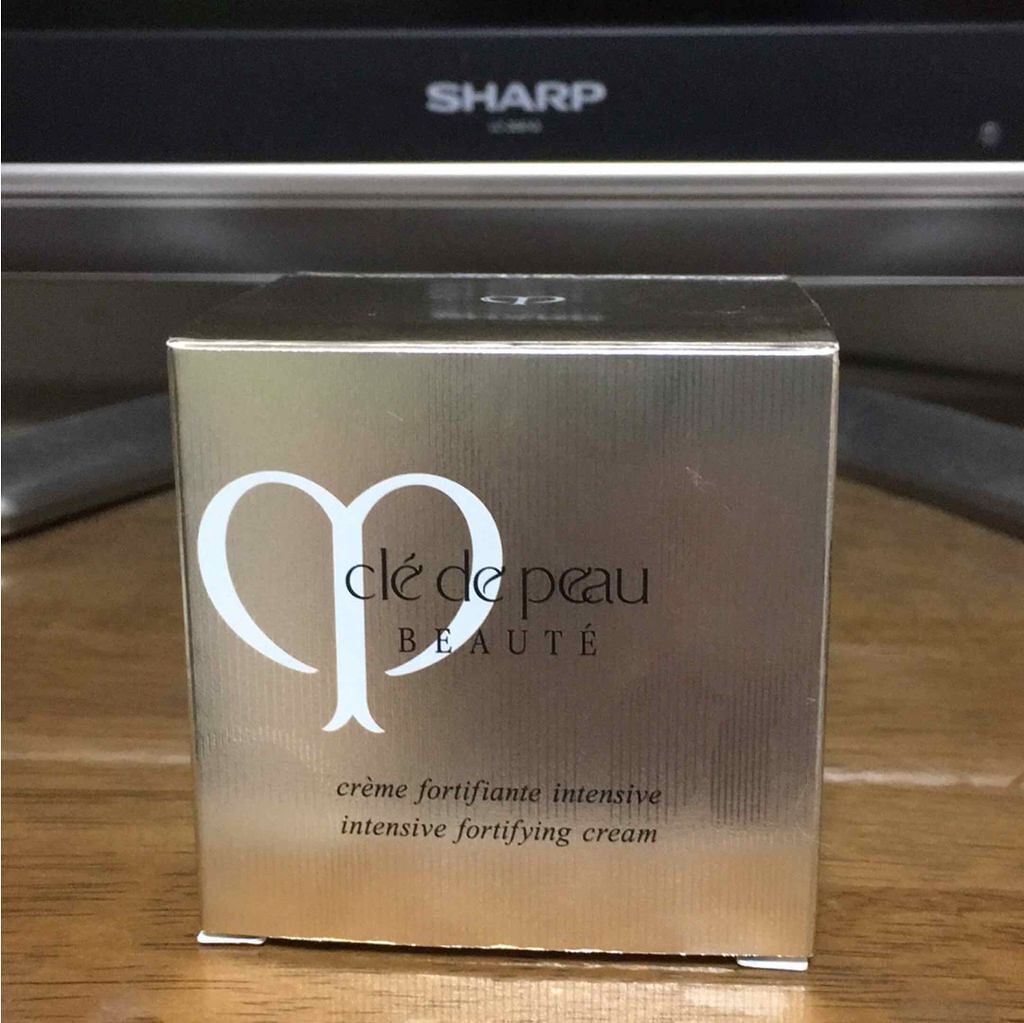 SHARP
clé de peau
BEAUTÉ
crème fortifiante intensive
intensive fortifying cream